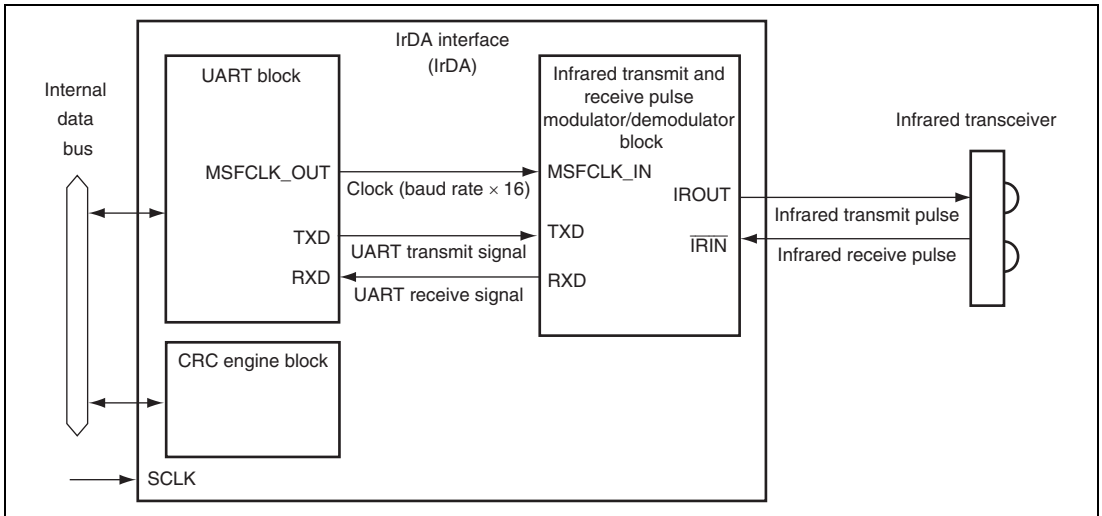 IrDA interface
(IrDA)
Internal
data
bus
UART block
MSFCLK_OUT
TXD
RXD
Clock (baud rate × 16)
UART transmit signal
UART receive signal
Infrared transmit and
receive pulse
modulator/demodulator
block
MSFCLK_IN
TXD
RXD
IROUT
IRIN
Infrared transceiver
Infrared transmit pulse
Infrared receive pulse
CRC engine block
SCLK